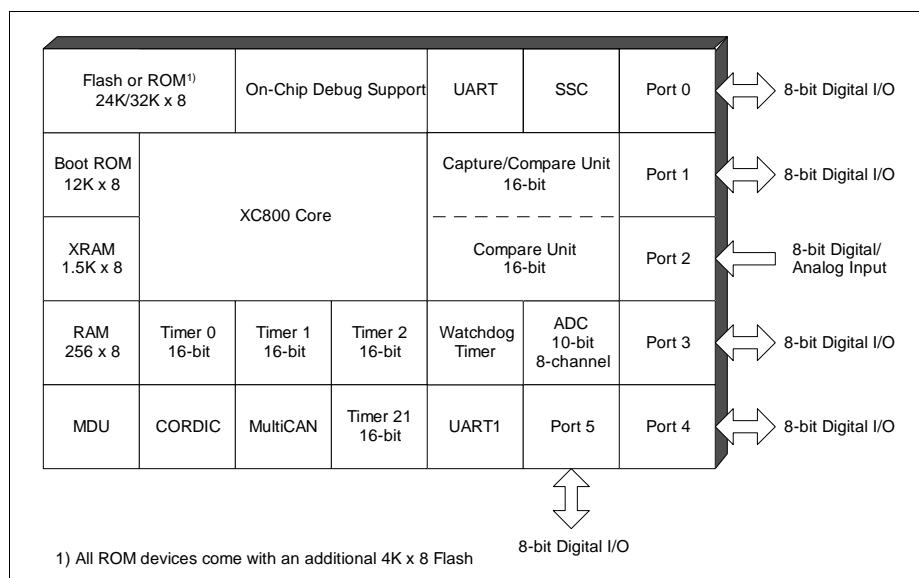 Flash or ROM1)
24K/32K x 8
On-Chip Debug Support
UART
SSC
Port 0
8-bit Digital I/O
Boot ROM
12K x 8
XC800 Core
Capture/Compare Unit
16-bit
Port 1
8-bit Digital I/O
XRAM
1.5K x 8
Compare Unit
16-bit
Port 2
8-bit Digital/
Analog Input
RAM
256 x 8
Timer 0
16-bit
Timer 1
16-bit
Timer 2
16-bit
Watchdog
Timer
ADC
10-bit
8-channel
Port 3
8-bit Digital I/O
MDU
CORDIC
MultiCAN
Timer 21
16-bit
UART1
Port 5
Port 4
8-bit Digital I/O
8-bit Digital I/O
1) All ROM devices come with an additional 4K x 8 Flash